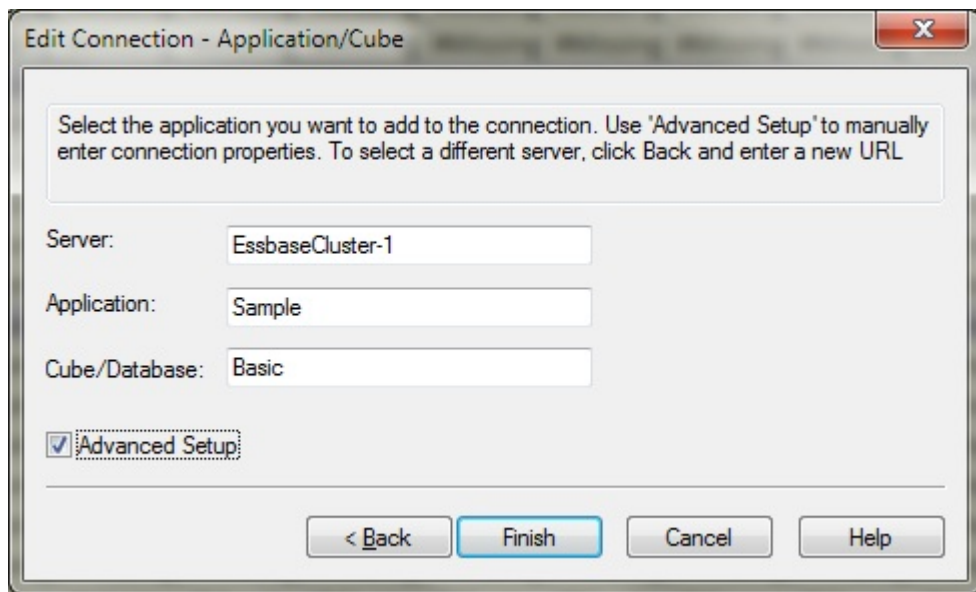 Edit Connection - Application/Cube
Select the application you want to add to the connection. Use 'Advanced Setup' to manually
enter connection properties. To select a different server, click Back and enter a new URL
Server: EssbaseCluster-1
Application: Sample
Cube/Database: Basic
Advanced Setup
< Back Finish Cancel Help